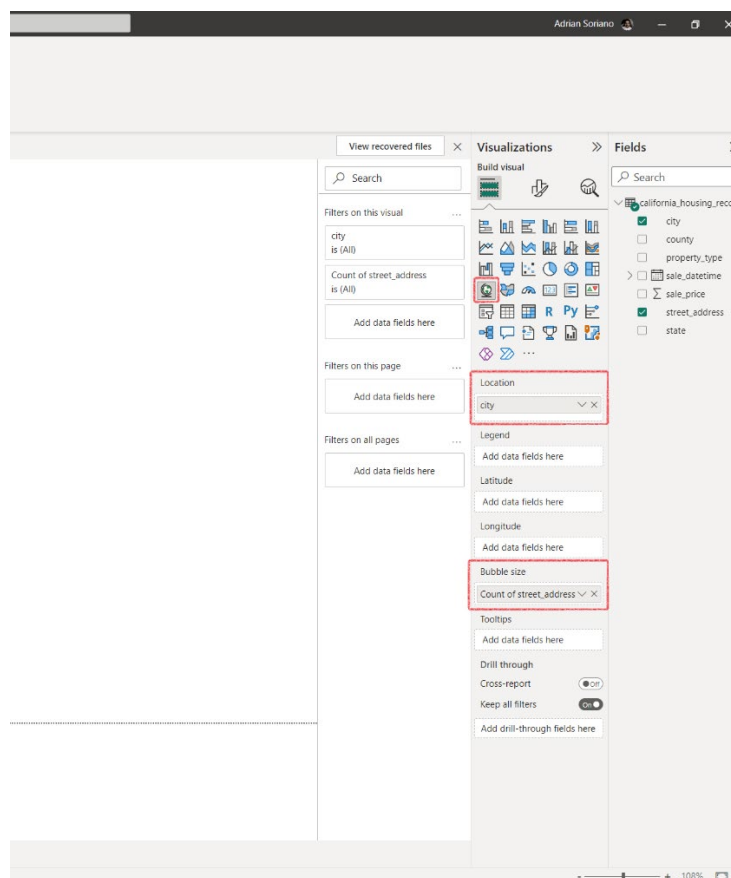 Adrian Soriano
View recovered files
Search
Filters on this visual
...
city
is (All)
Count of street_address
is (All)
Add data fields here
Filters on this page
...
Add data fields here
Filters on all pages
...
Add data fields here
Visualizations
Build visual
123
R
Py
...
Location
city
Legend
Add data fields here
Latitude
Add data fields here
Longitude
Add data fields here
Bubble size
Count of street_address
Tooltips
Add data fields here
Drill through
Cross-report
Off
Keep all filters
On
Add drill-through fields here
Fields
Search
california_housing_reco
city
county
property_type
sale_datetime
∑ sale_price
street_address
state
- + 108%